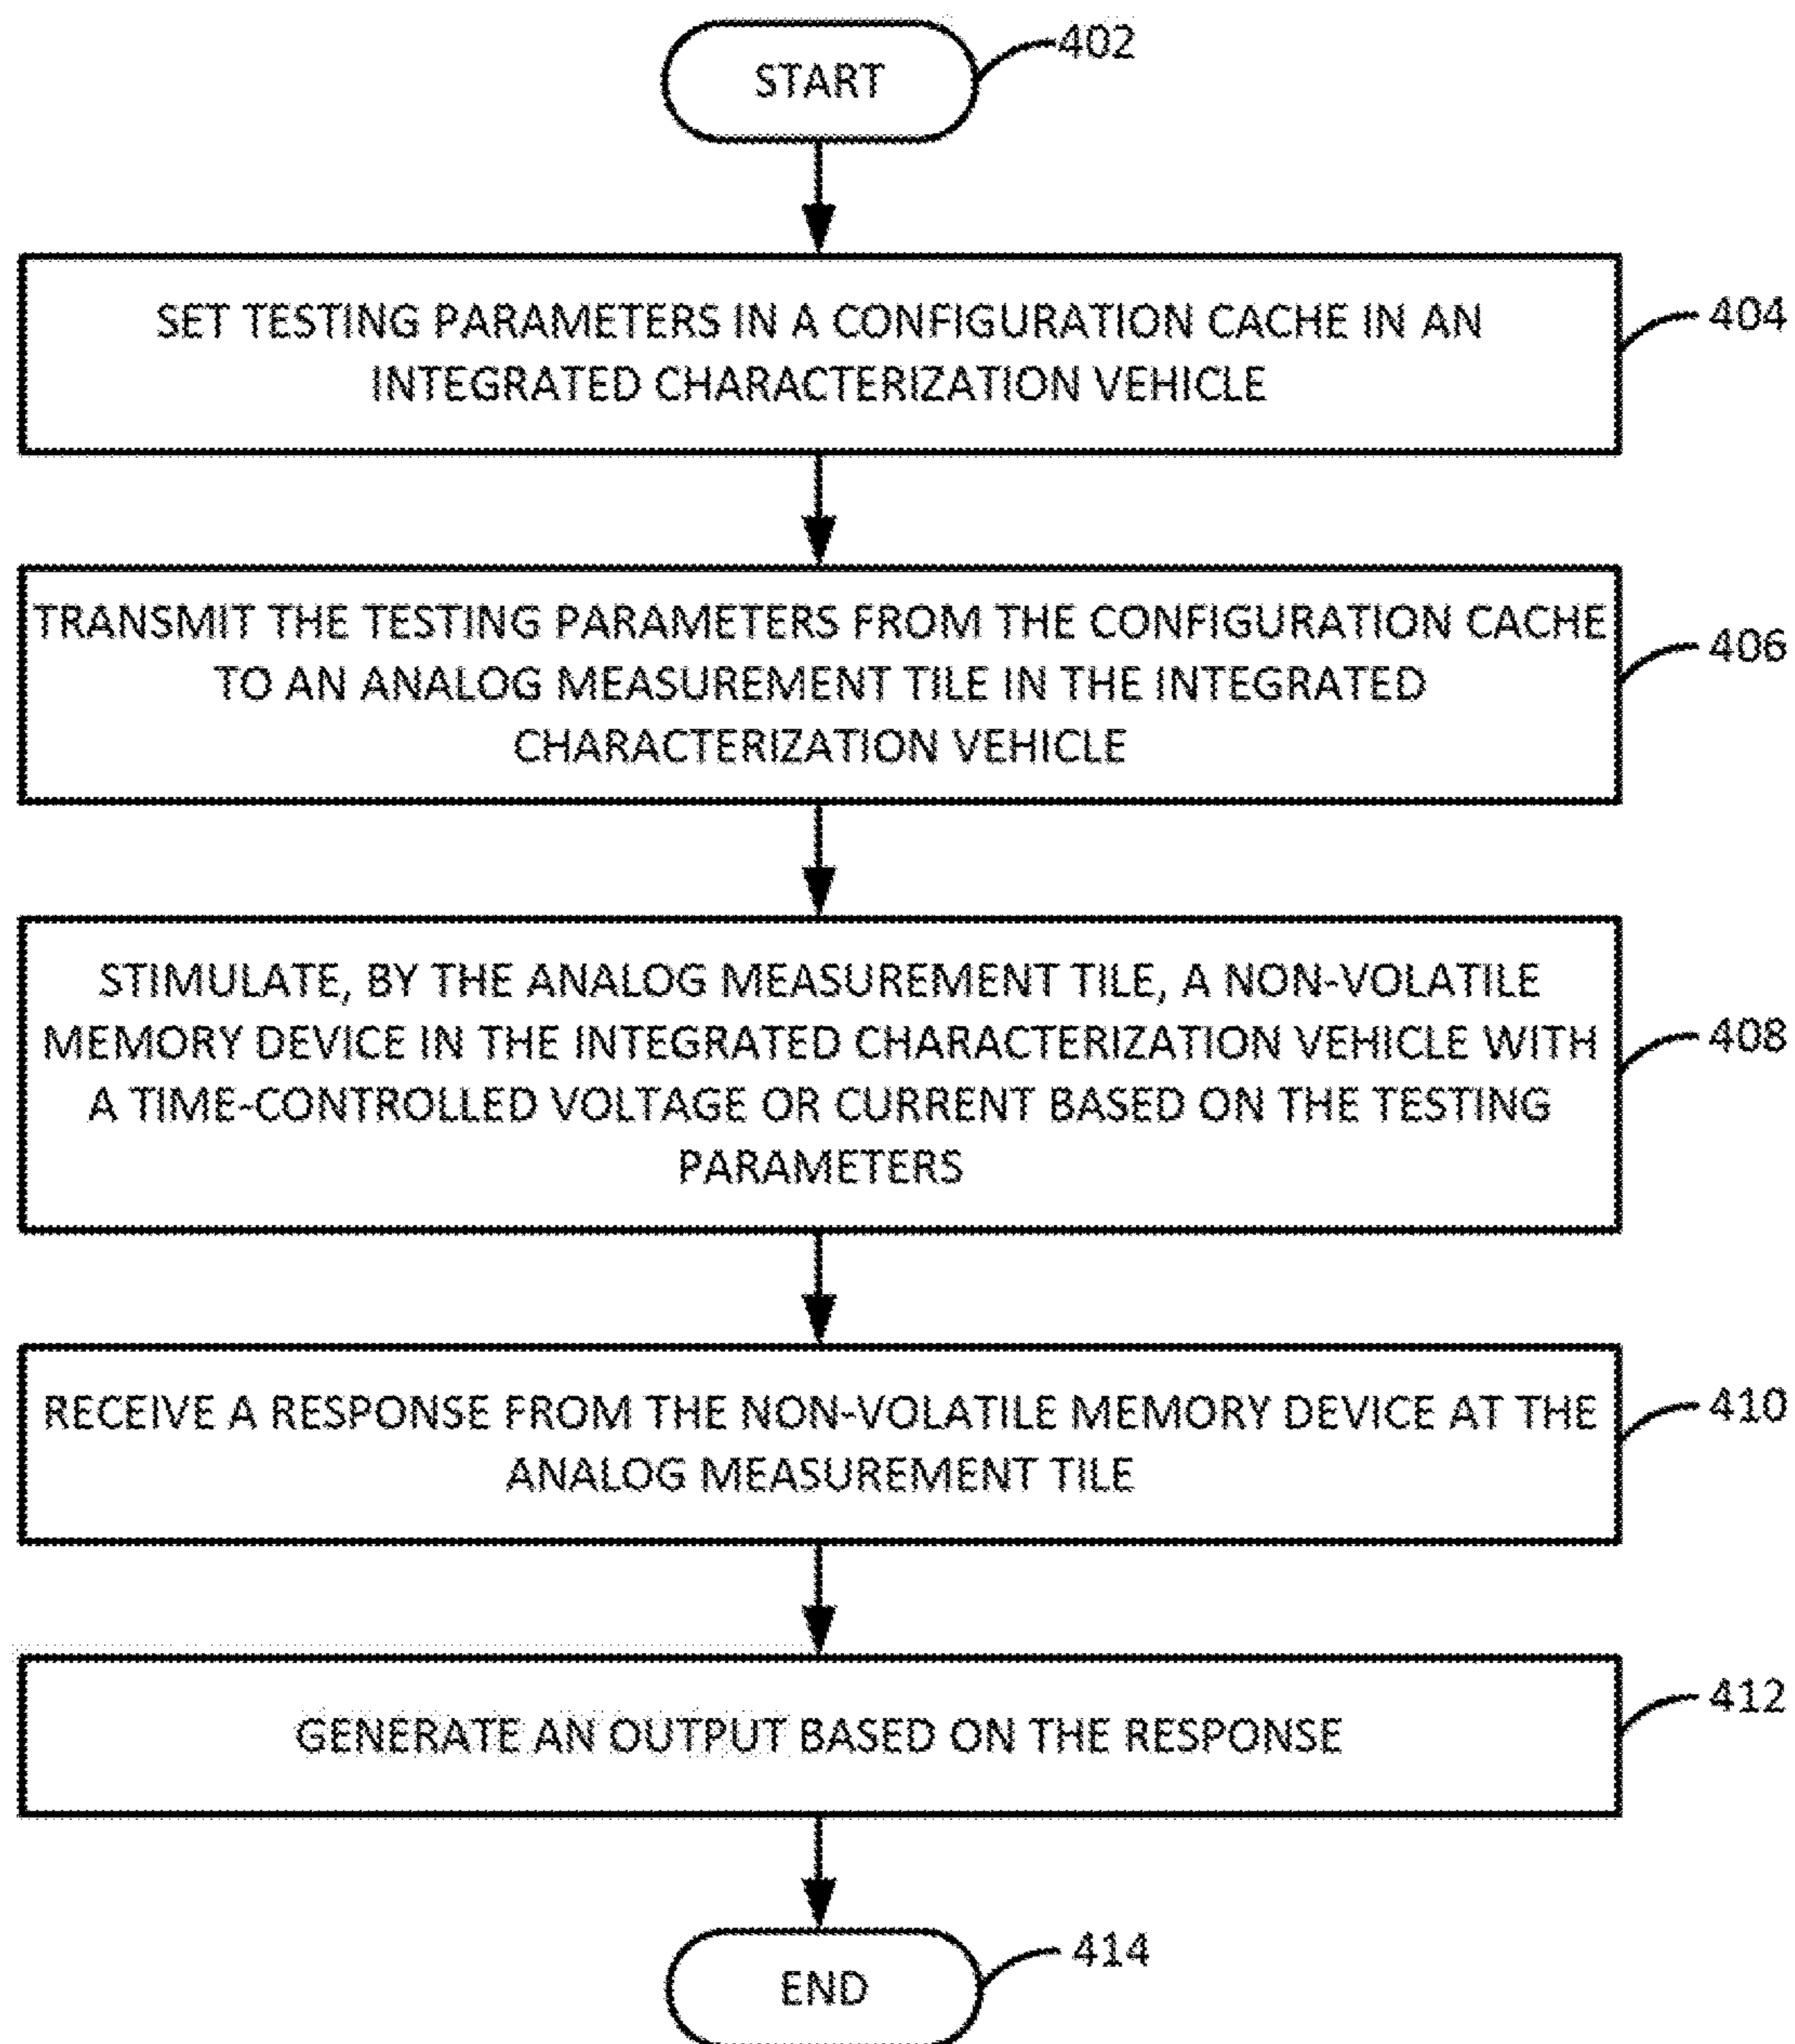 START
402
SET TESTING PARAMETERS IN A CONFIGURATION CACHE IN AN
INTEGRATED CHARACTERIZATION VEHICLE
404
TRANSMIT THE TESTING PARAMETERS FROM THE CONFIGURATION CACHE
TO AN ANALOG MEASUREMENT TILE IN THE INTEGRATED
CHARACTERIZATION VEHICLE
406
STIMULATE, BY THE ANALOG MEASUREMENT TILE, A NON-VOLATILE
MEMORY DEVICE IN THE INTEGRATED CHARACTERIZATION VEHICLE WITH
A TIME-CONTROLLED VOLTAGE OR CURRENT BASED ON THE TESTING
PARAMETERS
408
RECEIVE A RESPONSE FROM THE NON-VOLATILE MEMORY DEVICE AT THE
ANALOG MEASUREMENT TILE
410
GENERATE AN OUTPUT BASED ON THE RESPONSE
412
END
414